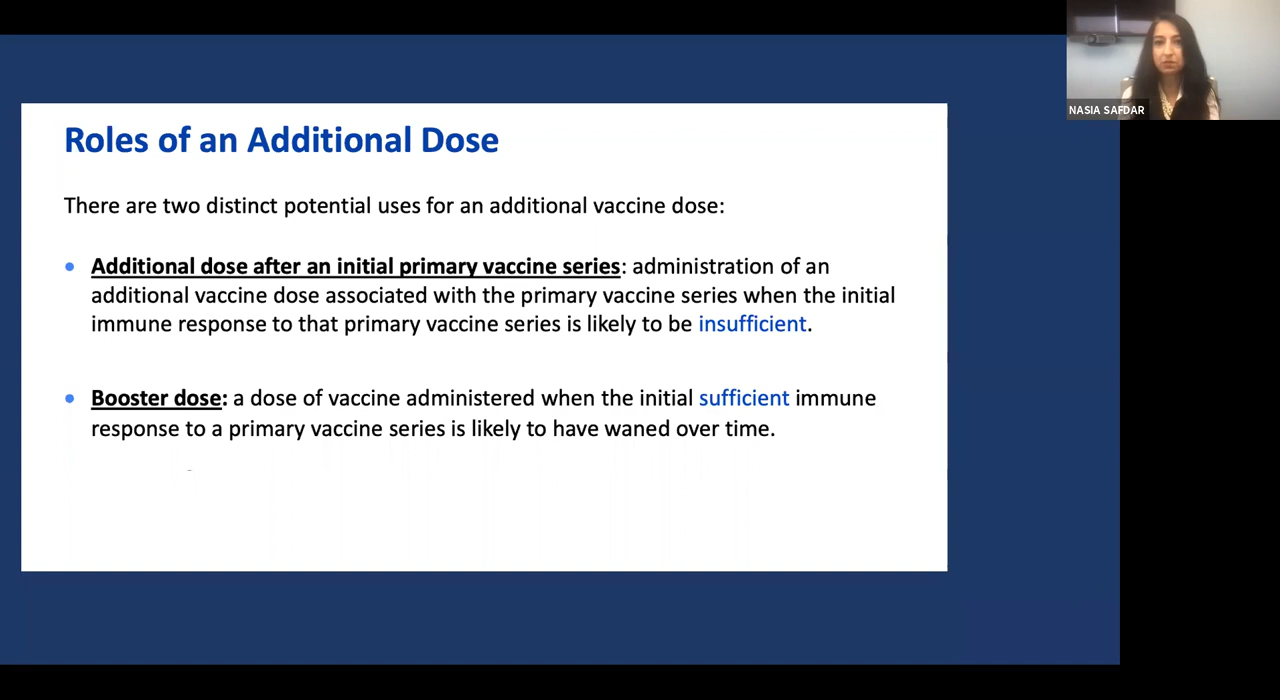 Roles of an Additional Dose
There are two distinct potential uses for an additional vaccine dose:
• Additional dose after an initial primary vaccine series: administration of an
additional vaccine dose associated with the primary vaccine series when the initial
immune response to that primary vaccine series is likely to be insufficient.
• Booster dose: a dose of vaccine administered when the initial sufficient immune
response to a primary vaccine series is likely to have waned over time.
NASIA SAFDAR